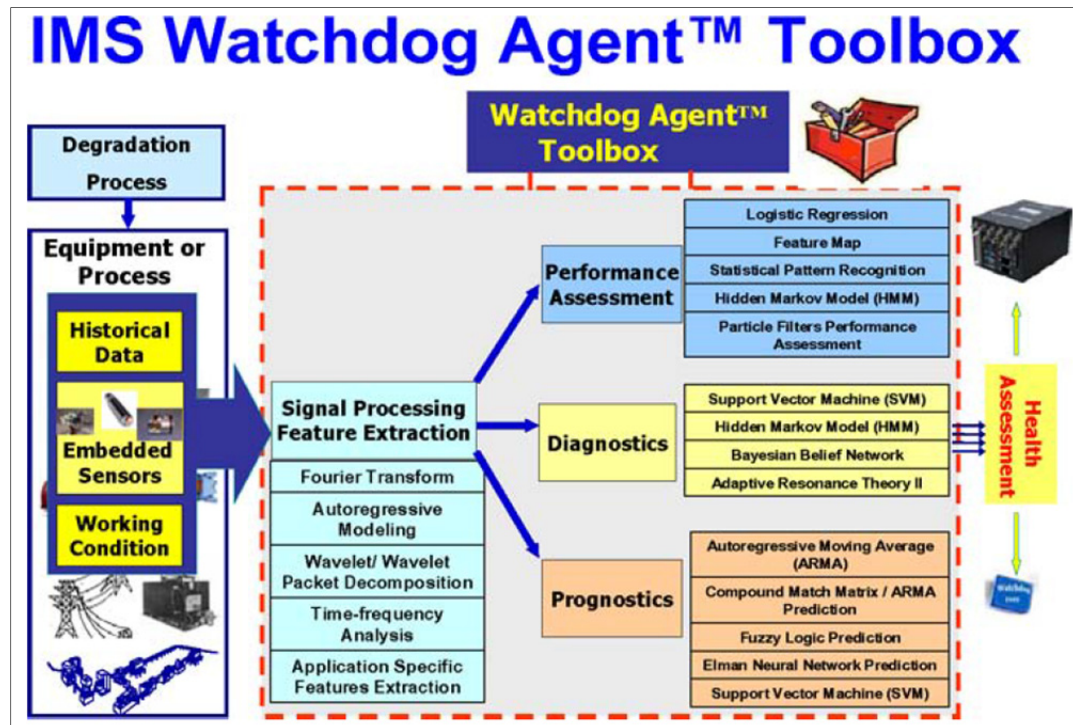 IMS Watchdog Agent™ Toolbox
Watchdog Agent™
Toolbox
Degradation
Process
Equipment or
Process
Historical
Data
Embedded
Sensors
Working
Condition
Signal Processing
Feature Extraction
Fourier Transform
Autoregressive
Modeling
Wavelet/ Wavelet
Packet Decomposition
Time-frequency
Analysis
Application Specific
Features Extraction
Performance
Assessment
Logistic Regression
Feature Map
Statistical Pattern Recognition
Hidden Markov Model (HMM)
Particle Filters Performance
Assessment
Diagnostics
Support Vector Machine (SVM)
Hidden Markov Model (HMM)
Bayesian Belief Network
Adaptive Resonance Theory II
Prognostics
Autoregressive Moving Average
(ARMA)
Compound Match Matrix / ARMA
Prediction
Fuzzy Logic Prediction
Elman Neural Network Prediction
Support Vector Machine (SVM)
Health
Assessment
Watchdog